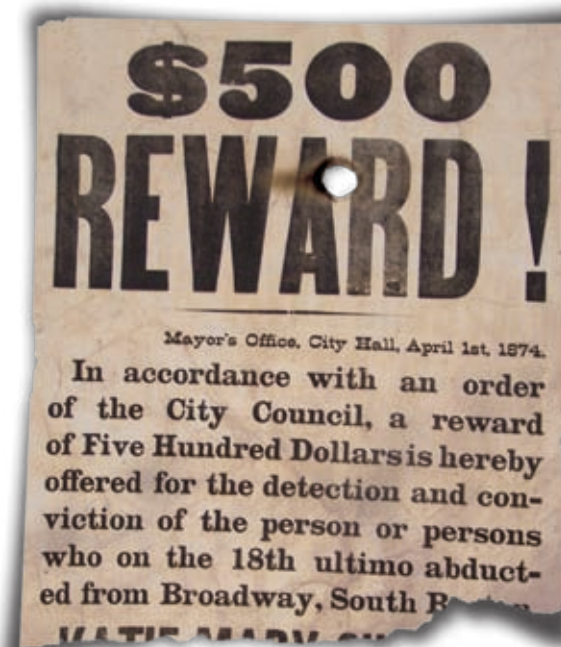 $500
REWARD !
Mayor's Office, City Hall, April 1st, 1874.
In accordance with an order
of the City Council, a reward
of Five Hundred Dollars is hereby
offered for the detection and con-
viction of the person or persons
who on the 18th ultimo abduct-
ed from Broadway, South
KATIE MARY